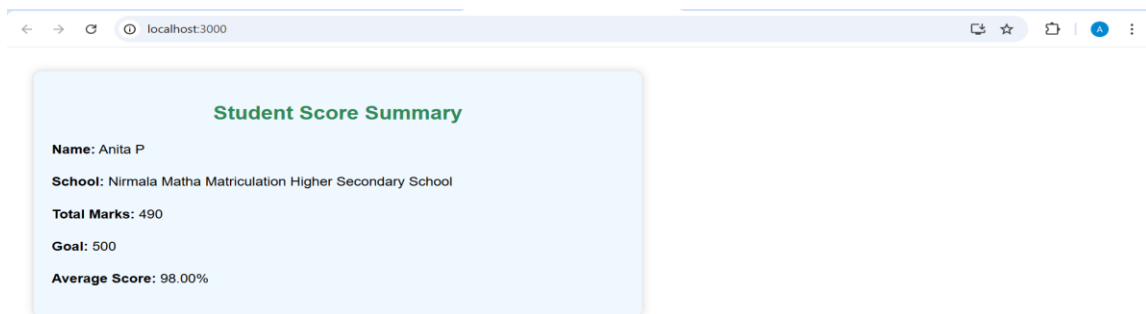 localhost:3000
A
Student Score Summary
Name: Anita P
School: Nirmala Matha Matriculation Higher Secondary School
Total Marks: 490
Goal: 500
Average Score: 98.00%